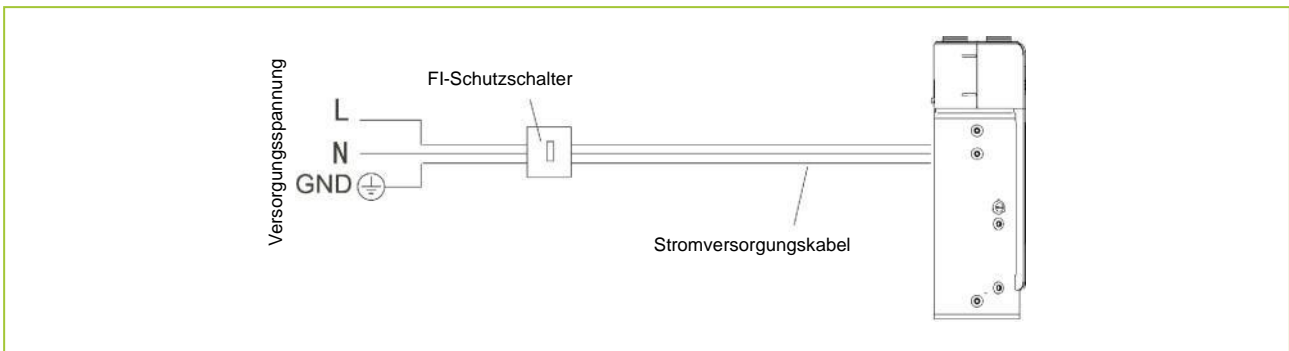 Versorgungsspannung
FI-Schutzschalter
L
N
GND
Stromversorgungskabel